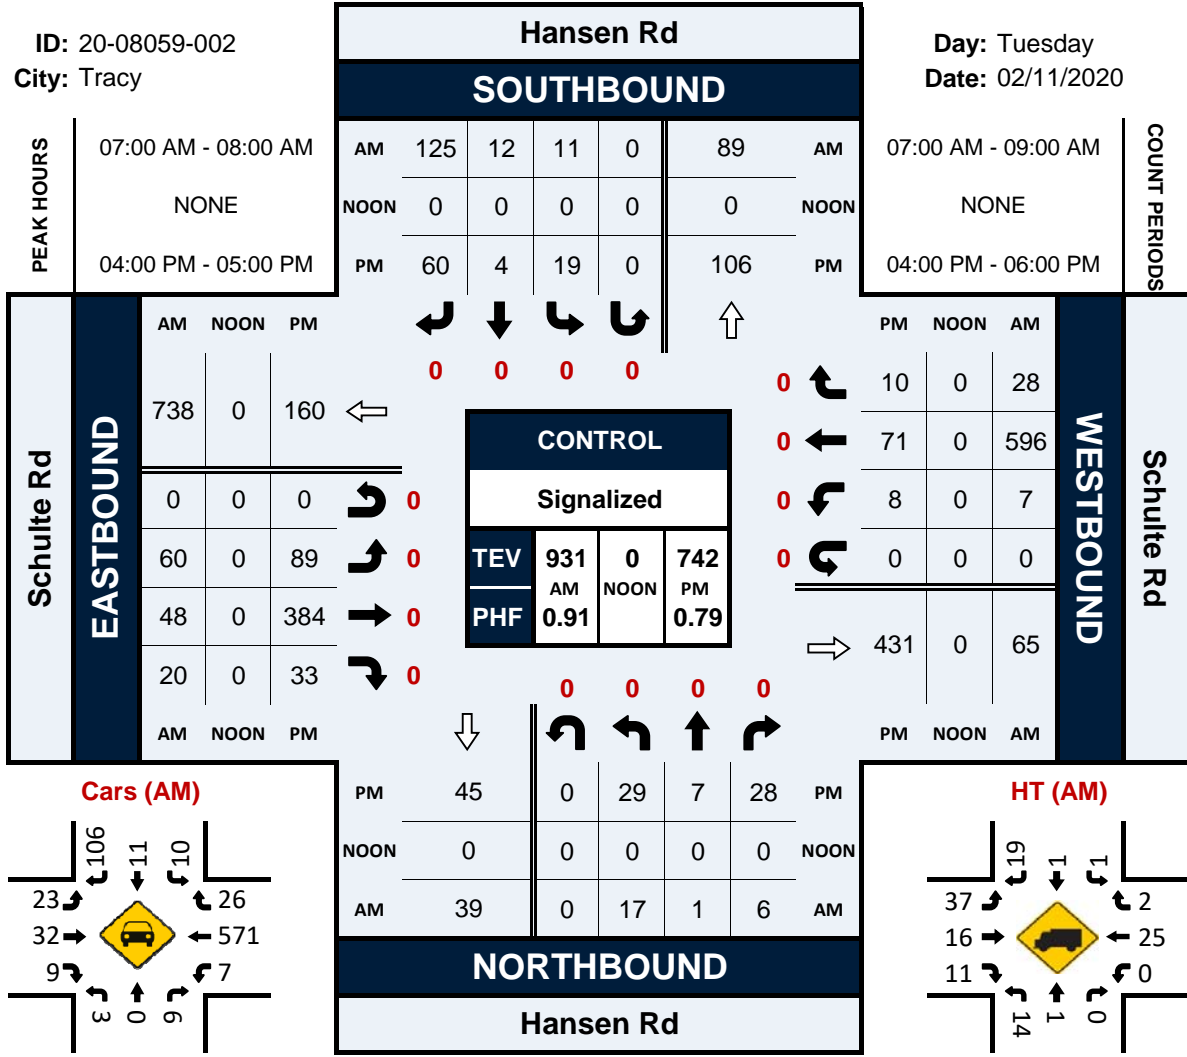 ID: 20-08059-002
City: Tracy
Hansen Rd
SOUTHBOUND
Day: Tuesday
Date: 02/11/2020
PEAK HOURS
07:00 AM - 08:00 AM
NONE
04:00 PM - 05:00 PM
AM 125 12 11 0 89 AM
NOON 0 0 0 0 0 NOON
PM 60 4 19 0 106 PM
07:00 AM - 09:00 AM
NONE
04:00 PM - 06:00 PM
COUNT PERIODS
0 0 0 0
Schulte Rd
EASTBOUND
AM NOON PM
738 0 160
0 0 0 0
60 0 89 0
48 0 384 0
20 0 33 0
AM NOON PM
CONTROL
Signalized
TEV 931 0 742
AM NOON PM
PHF 0.91 0.79
PM NOON AM
0 10 0 28
0 71 0 596
0 8 0 7
0 0 0 0
431 0 65
PM NOON AM
WESTBOUND
Schulte Rd
0 0 0 0
PM 45 0 29 7 28 PM
NOON 0 0 0 0 0 NOON
AM 39 0 17 1 6 AM
NORTHBOUND
Hansen Rd
Cars (AM)
106 11 10
23 26
32 571
9 7
3 0 6
HT (AM)
19 1 1
37 2
16 25
11 0
14 1 0